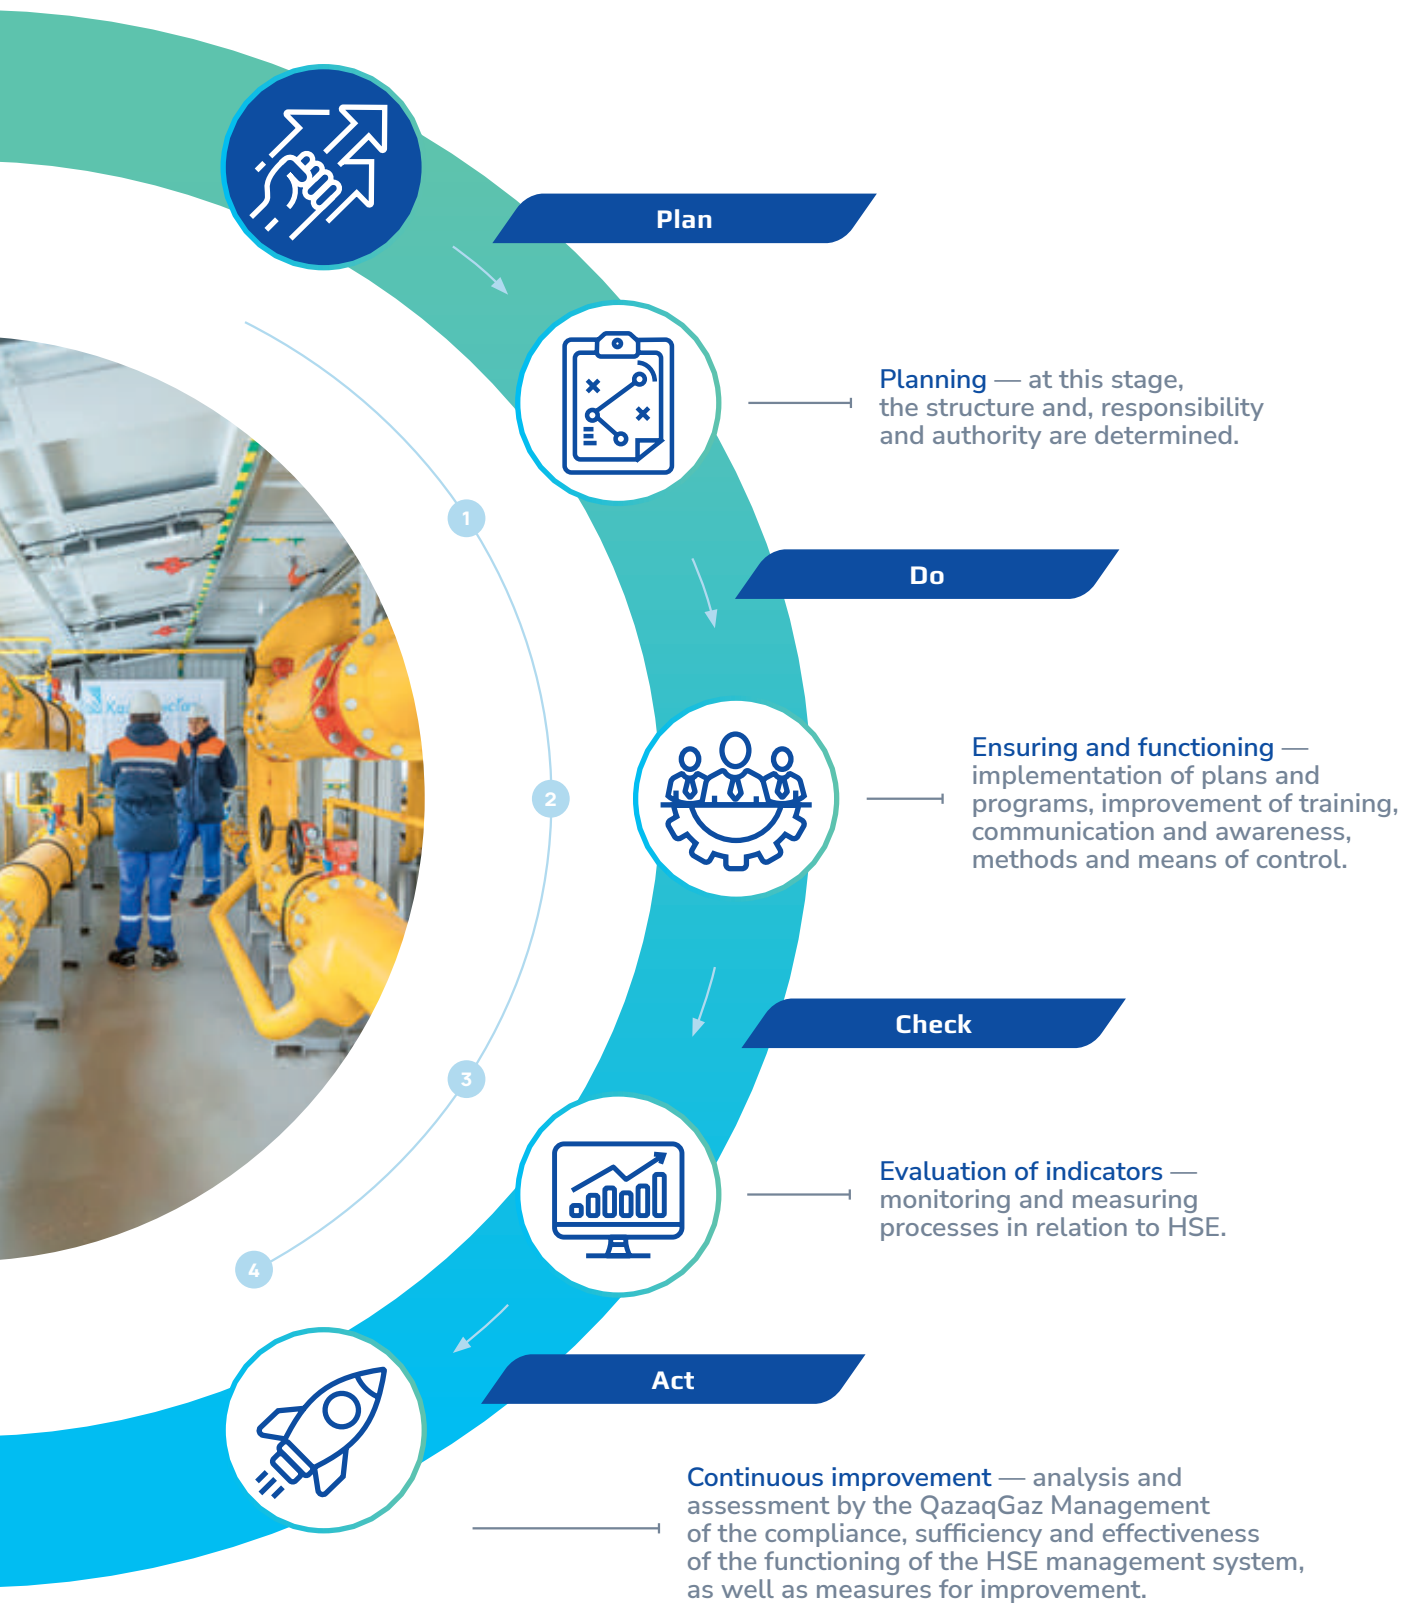 Plan
Planning — at this stage,
the structure and, responsibility
and authority are determined.
1
Do
Ensuring and functioning —
implementation of plans and
programs, improvement of training,
communication and awareness,
methods and means of control.
2
Check
3
Evaluation of indicators —
monitoring and measuring
processes in relation to HSE.
4
Act
Continuous improvement — analysis and
assessment by the QazaqGaz Management
of the compliance, sufficiency and effectiveness
of the functioning of the HSE management system,
as well as measures for improvement.